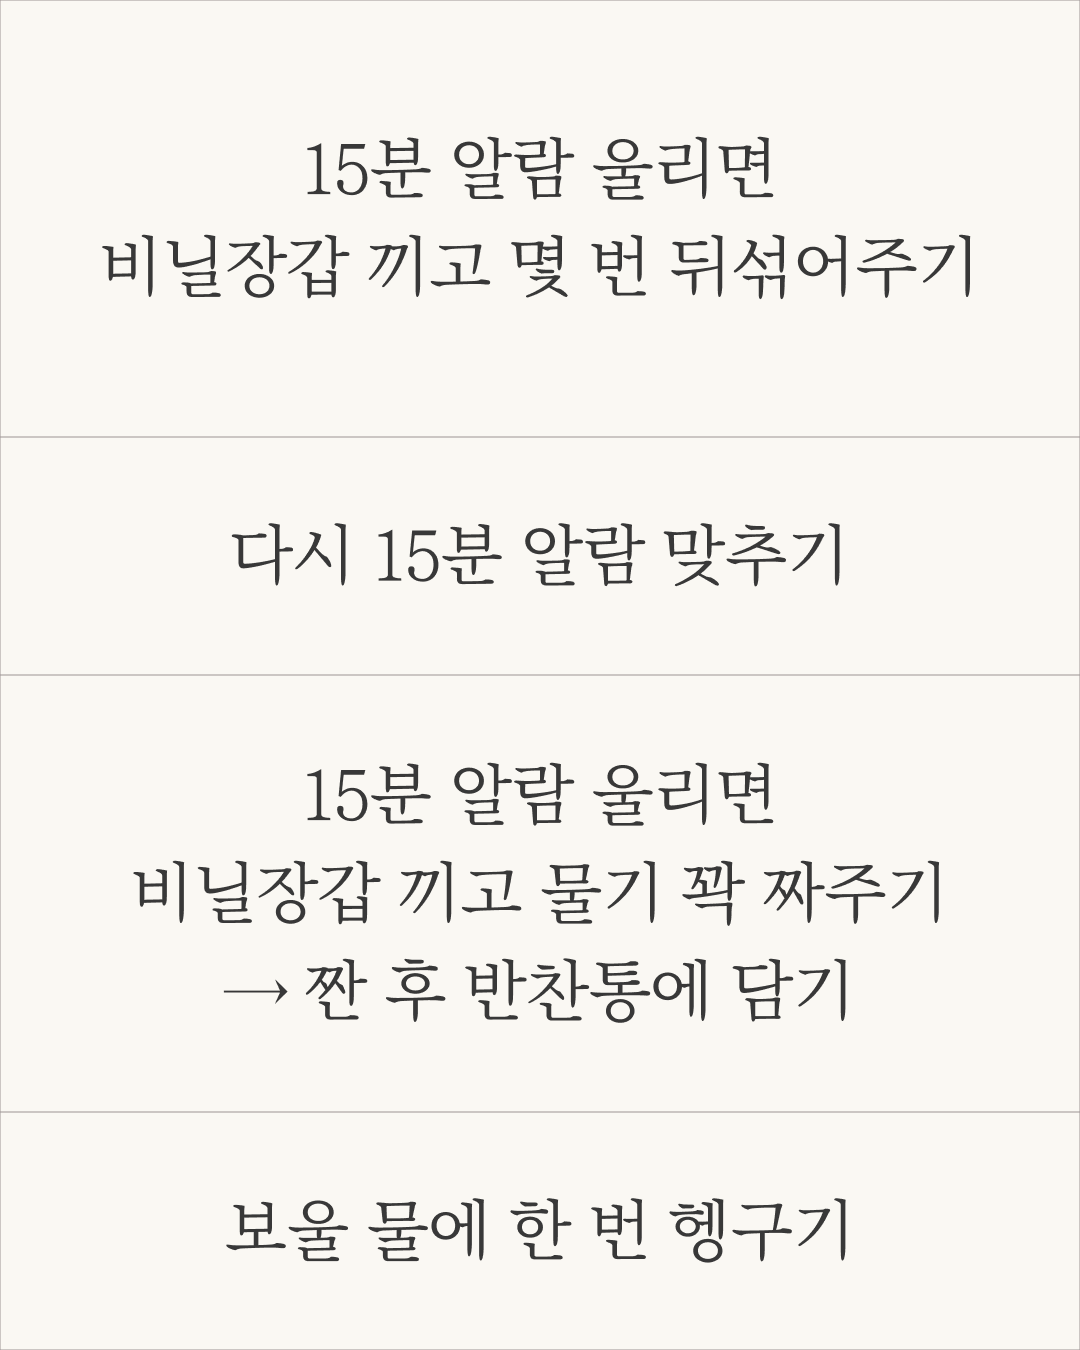 15분 알람 울리면
비닐장갑 끼고 몇 번 뒤섞어주기
다시 15분 알람 맞추기
15분 알람 울리면
비닐장갑 끼고 물기 꽉 짜주기
→ 짠 후 반찬통에 담기
보울 물에 한 번 헹구기